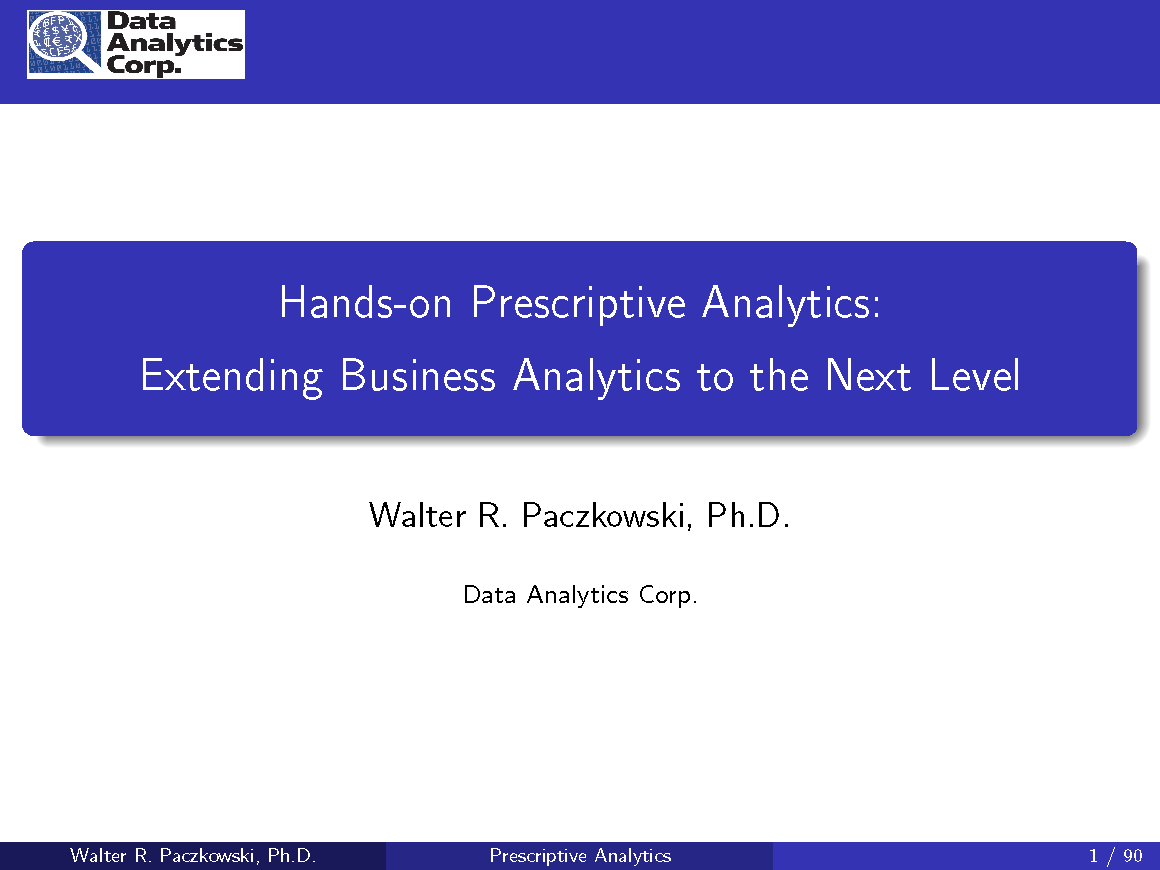 Data
Analytics
Corp.
Hands-on Prescriptive Analytics:
Extending Business Analytics to the Next Level
Walter R. Paczkowski, Ph.D.
Data Analytics Corp.
Walter R. Paczkowski, Ph.D.
Prescriptive Analytics
1 / 90